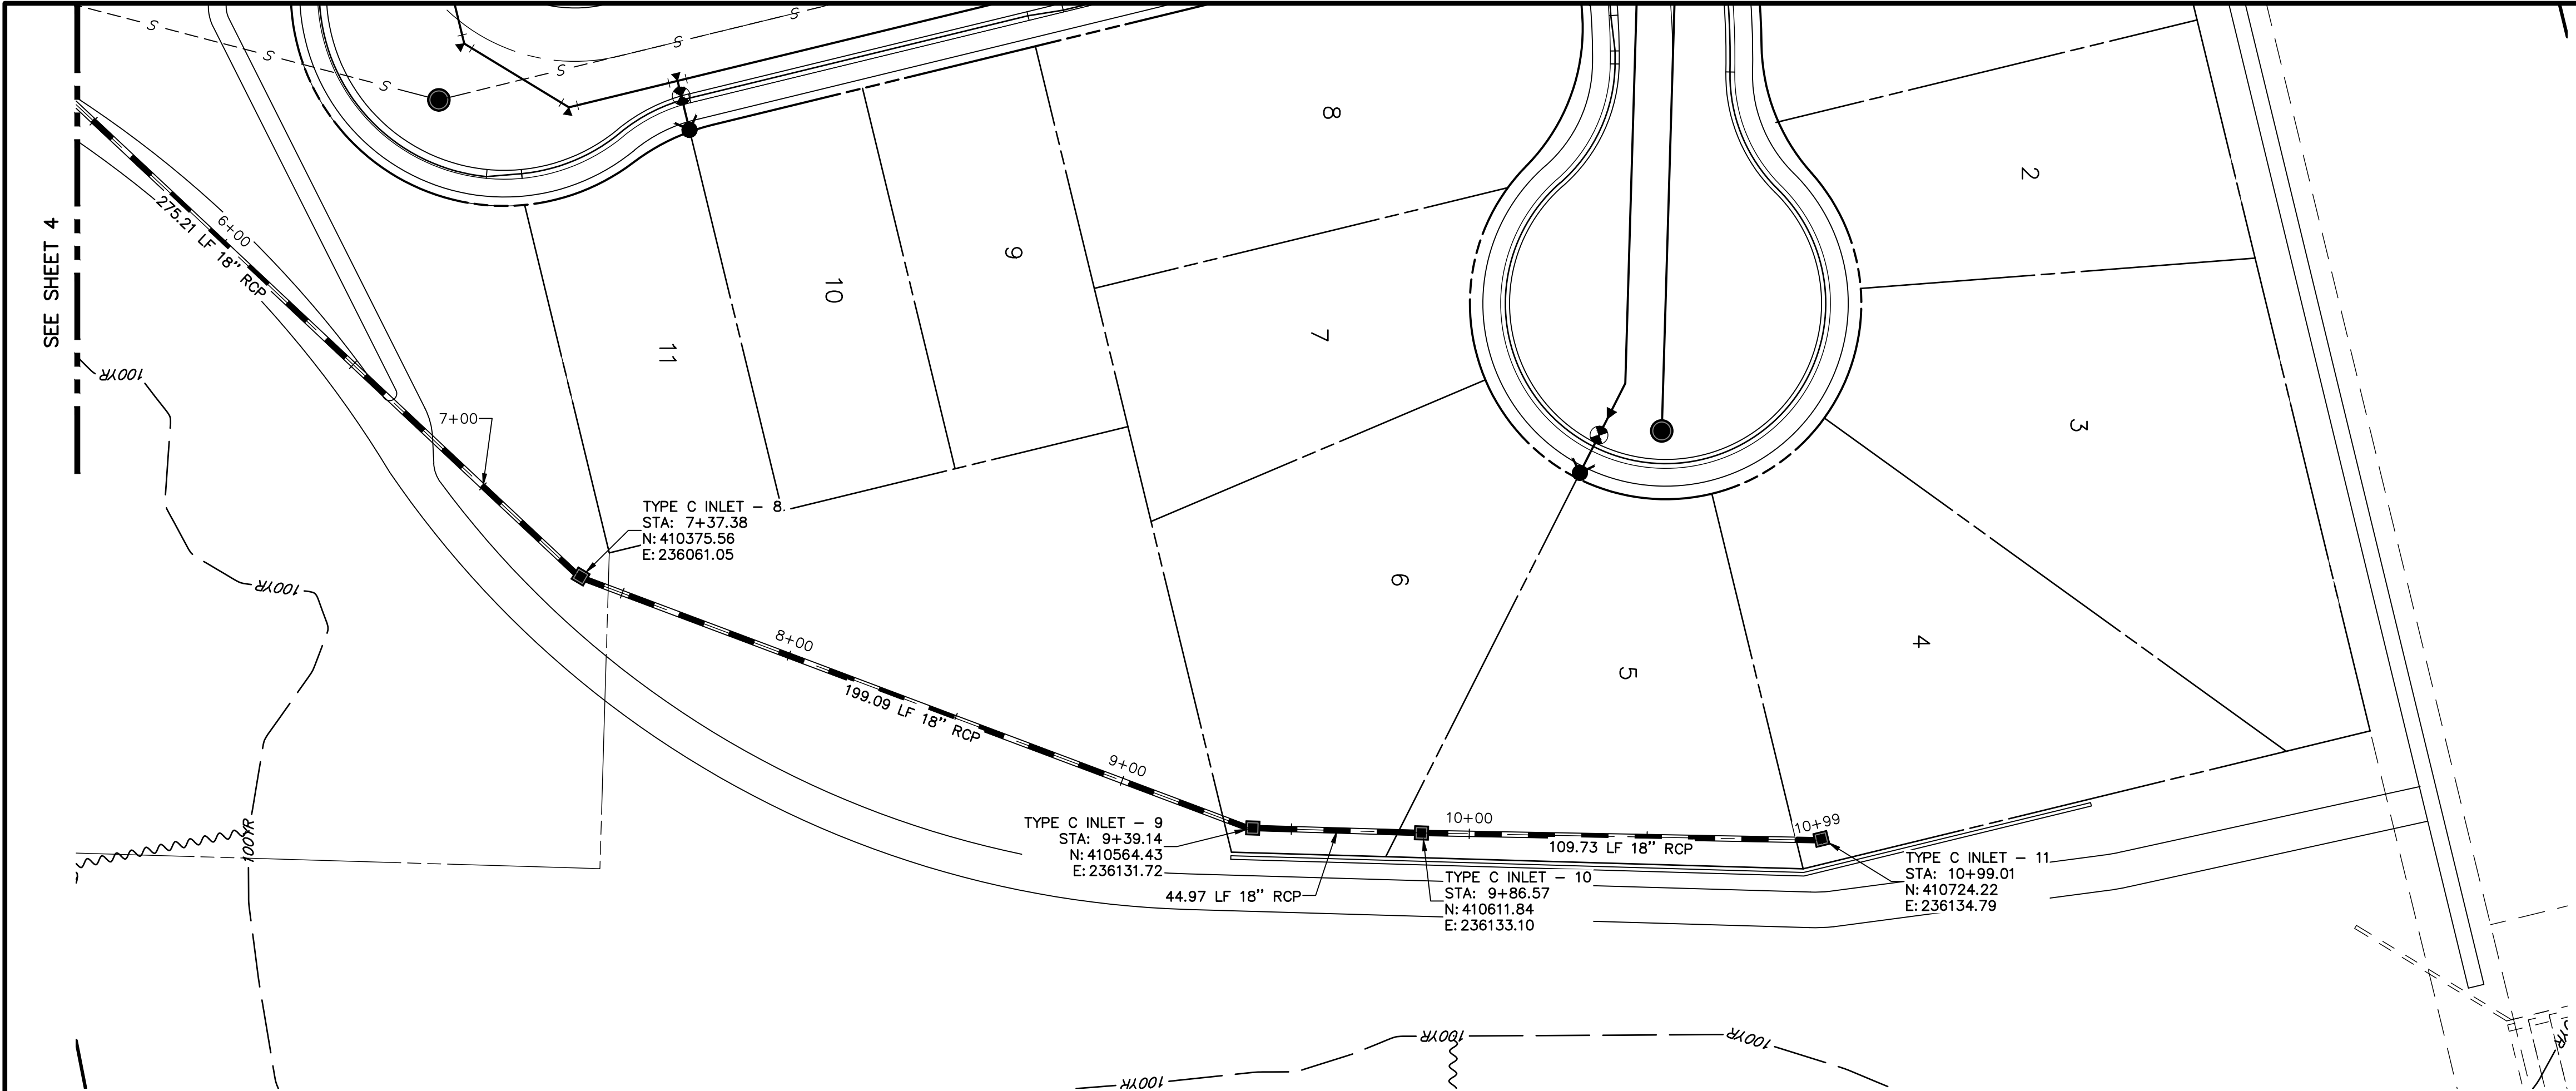 S
S
S
S
S
S
SEE SHEET 4
275.21 LF 18" RCP
6+00
7+00
100YR
100YR
100YR
11
10
9
8
7
6
5
4
3
2
TYPE C INLET - 8
STA: 7+37.38
N: 410375.56
E: 236061.05
8+00
199.09 LF 18" RCP
9+00
TYPE C INLET - 9
STA: 9+39.14
N: 410564.43
E: 236131.72
44.97 LF 18" RCP
10+00
TYPE C INLET - 10
STA: 9+86.57
N: 410611.84
E: 236133.10
109.73 LF 18" RCP
10+99
TYPE C INLET - 11
STA: 10+99.01
N: 410724.22
E: 236134.79
100YR
100YR
100YR